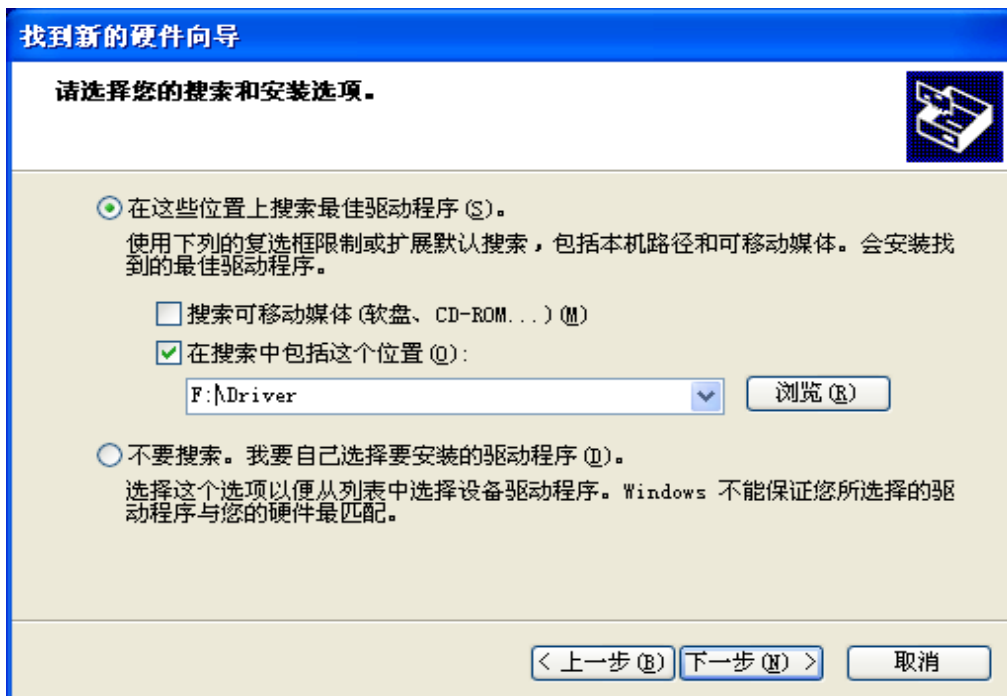 找到新的硬件向导
请选择您的搜索和安装选项。
在这些位置上搜索最佳驱动程序(S)。
使用下列的复选框限制或扩展默认搜索，包括本机路径和可移动媒体。会安装找
到的最佳驱动程序。
搜索可移动媒体(软盘、CD-ROM...)(M)
在搜索中包括这个位置(O):
F:\Driver
浏览(R)
不要搜索。我要自己选择要安装的驱动程序(D)。
选择这个选项以便从列表中选择设备驱动程序。Windows 不能保证您所选择的驱
动程序与您的硬件最匹配。
< 上一步(B) 下一步(N) > 取消